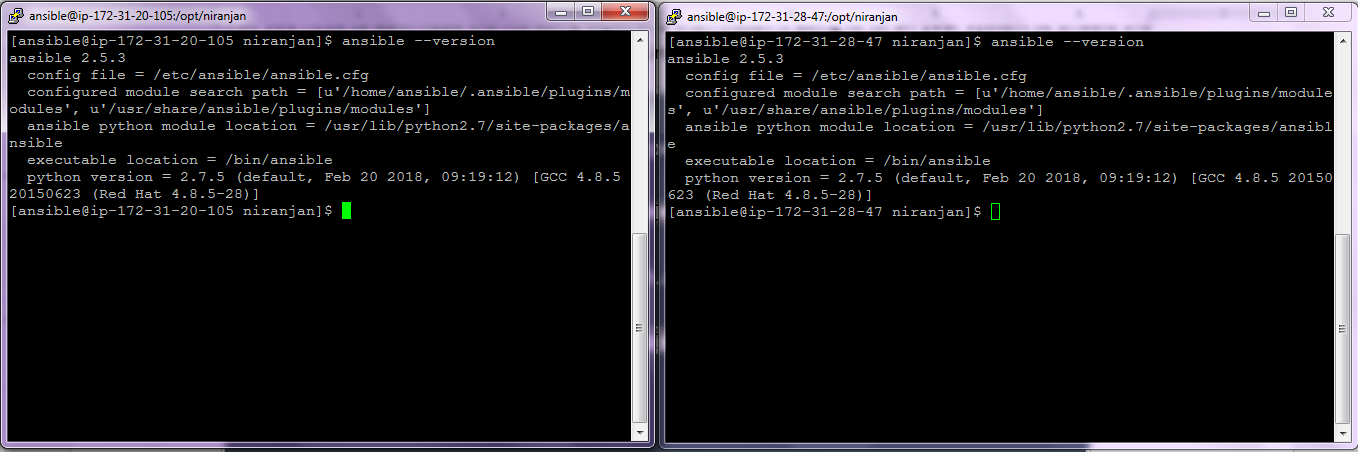 ansible@ip-172-31-20-105:/opt/niranjan
[ansible@ip-172-31-20-105 niranjan]$ ansible --version
ansible 2.5.3
  config file = /etc/ansible/ansible.cfg
  configured module search path = [u'/home/ansible/.ansible/plugins/m
odules', u'/usr/share/ansible/plugins/modules']
  ansible python module location = /usr/lib/python2.7/site-packages/a
nsible
  executable location = /bin/ansible
  python version = 2.7.5 (default, Feb 20 2018, 09:19:12) [GCC 4.8.5
20150623 (Red Hat 4.8.5-28)]
[ansible@ip-172-31-20-105 niranjan]$
ansible@ip-172-31-28-47:/opt/niranjan
[ansible@ip-172-31-28-47 niranjan]$ ansible --version
ansible 2.5.3
  config file = /etc/ansible/ansible.cfg
  configured module search path = [u'/home/ansible/.ansible/plugins/module
s', u'/usr/share/ansible/plugins/modules']
  ansible python module location = /usr/lib/python2.7/site-packages/ansibl
e
  executable location = /bin/ansible
  python version = 2.7.5 (default, Feb 20 2018, 09:19:12) [GCC 4.8.5 20150
623 (Red Hat 4.8.5-28)]
[ansible@ip-172-31-28-47 niranjan]$